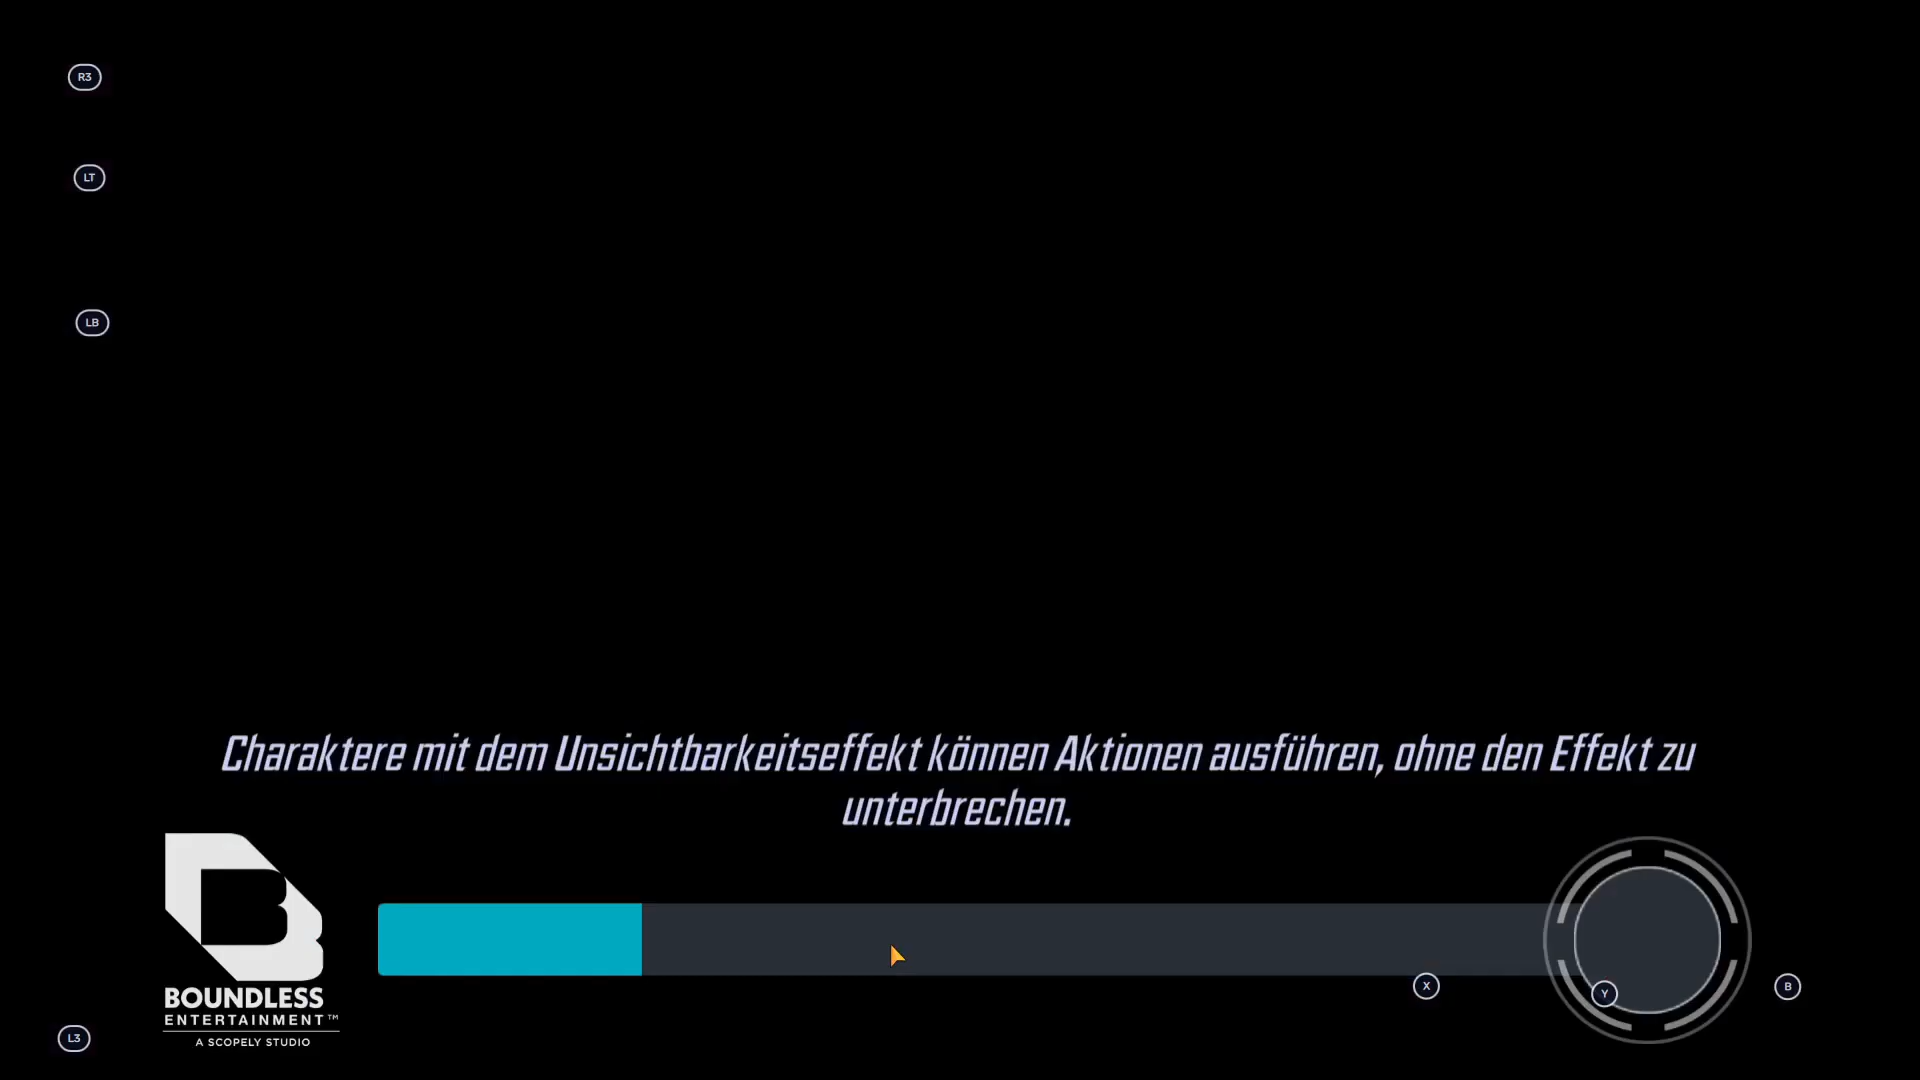 R3
LT
LB
Charaktere mit dem Unsichtbarkeitseffekt können Aktionen ausführen, ohne den Effekt zu
unterbrechen.
BOUNDLESS
ENTERTAINMENT™
A SCOPELY STUDIO
X
Y
B
L3